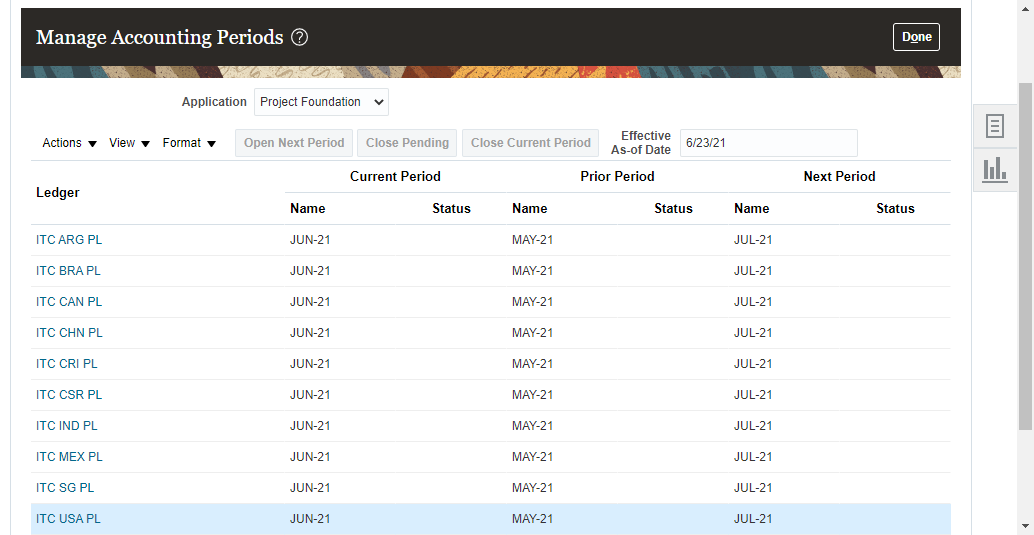 Manage Accounting Periods ?
Done
Application Project Foundation
Actions View Format Open Next Period Close Pending Close Current Period Effective As-of Date 6/23/21
Ledger Current Period Prior Period Next Period
Name Status Name Status Name Status
ITC ARG PL JUN-21 MAY-21 JUL-21
ITC BRA PL JUN-21 MAY-21 JUL-21
ITC CAN PL JUN-21 MAY-21 JUL-21
ITC CHN PL JUN-21 MAY-21 JUL-21
ITC CRI PL JUN-21 MAY-21 JUL-21
ITC CSR PL JUN-21 MAY-21 JUL-21
ITC IND PL JUN-21 MAY-21 JUL-21
ITC MEX PL JUN-21 MAY-21 JUL-21
ITC SG PL JUN-21 MAY-21 JUL-21
ITC USA PL JUN-21 MAY-21 JUL-21